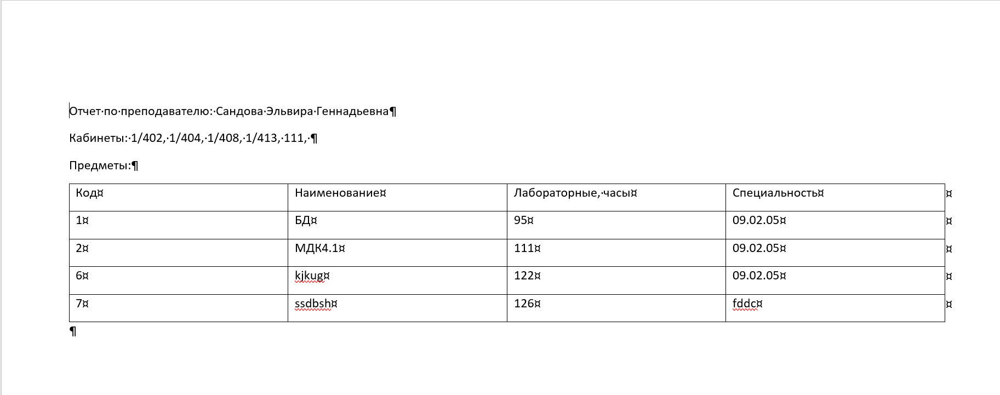 Отчет по преподавателю: Сандова Эльвира Геннадьевна
Кабинеты: 1/402, 1/404, 1/408, 1/413, 111,
Предметы:
Код Наименование Лабораторные, часы Специальность
1 БД 95 09.02.05
2 МДК4.1 111 09.02.05
6 kjkug 122 09.02.05
7 ssdbsh 126 fddc